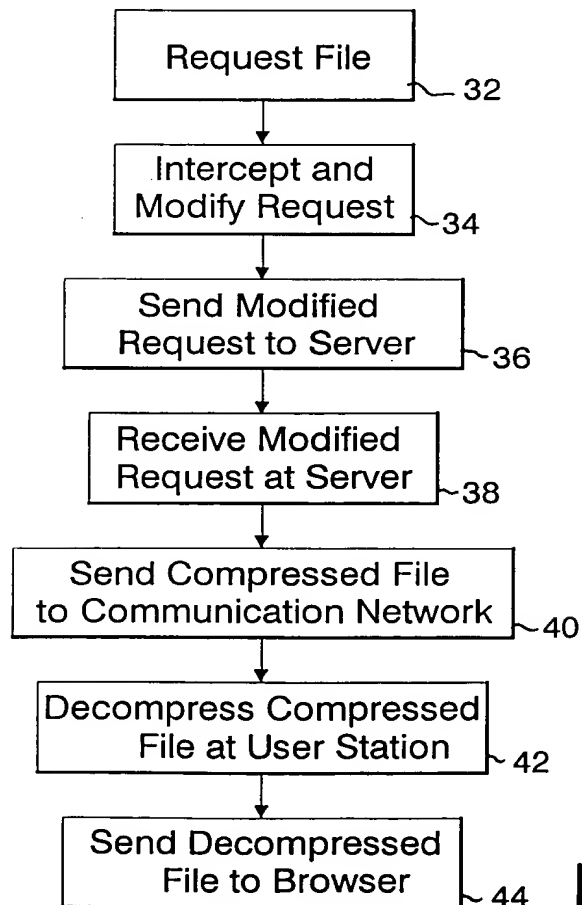 Request File
32
Intercept and
Modify Request
34
Send Modified
Request to Server
36
Receive Modified
Request at Server
38
Send Compressed File
to Communication Network
40
Decompress Compressed
File at User Station
42
Send Decompressed
File to Browser
44